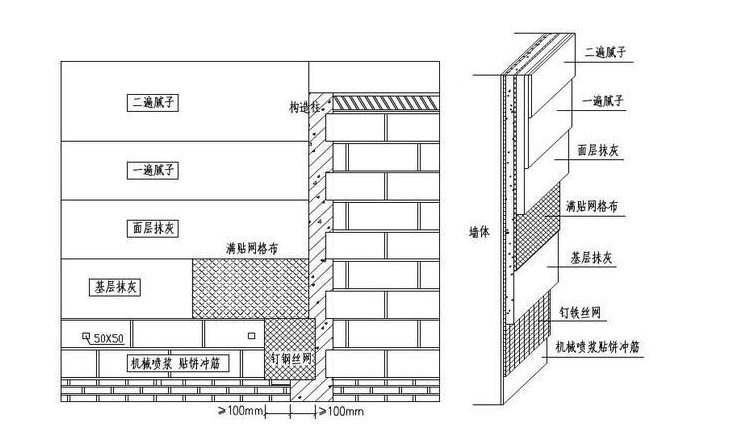 二遍腻子
构造柱
一遍腻子
面层抹灰
满贴网格布
基层抹灰
50X50
机械喷浆 贴饼冲筋
钉钢丝网
≥100mm
≥100mm
二遍腻子
一遍腻子
面层抹灰
满贴网格布
墙体
基层抹灰
钉铁丝网
机械喷浆贴饼冲筋